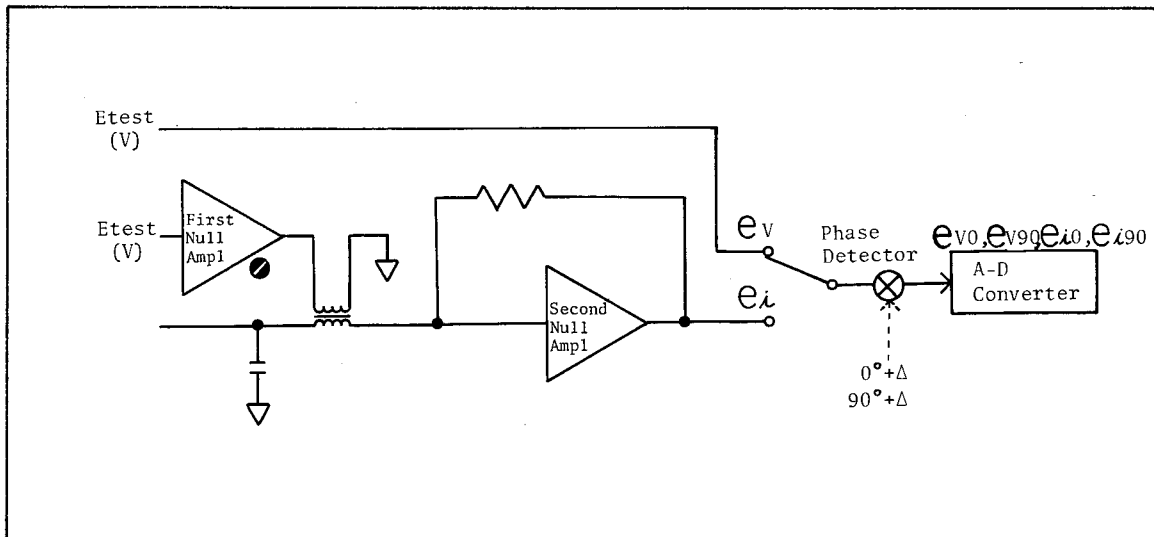 Etest
(V)
Etest
(V)
First
Null
Ampl
Second
Null
Ampl
eV
ei
Phase
Detector
0°+Δ
90°+Δ
eV0, eV90, ei0, ei90
A-D
Converter